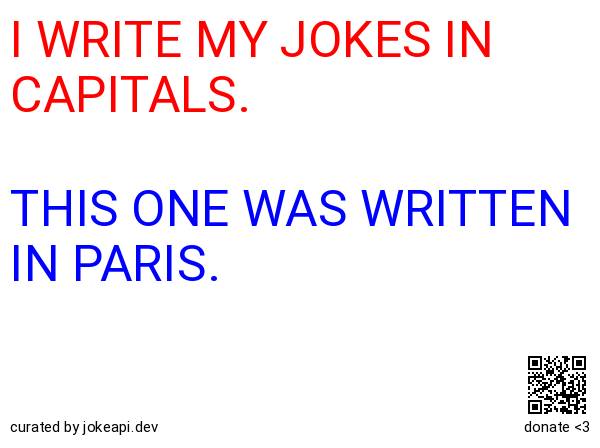 I WRITE MY JOKES IN
CAPITALS.
THIS ONE WAS WRITTEN
IN PARIS.
curated by jokeapi.dev
donate <3